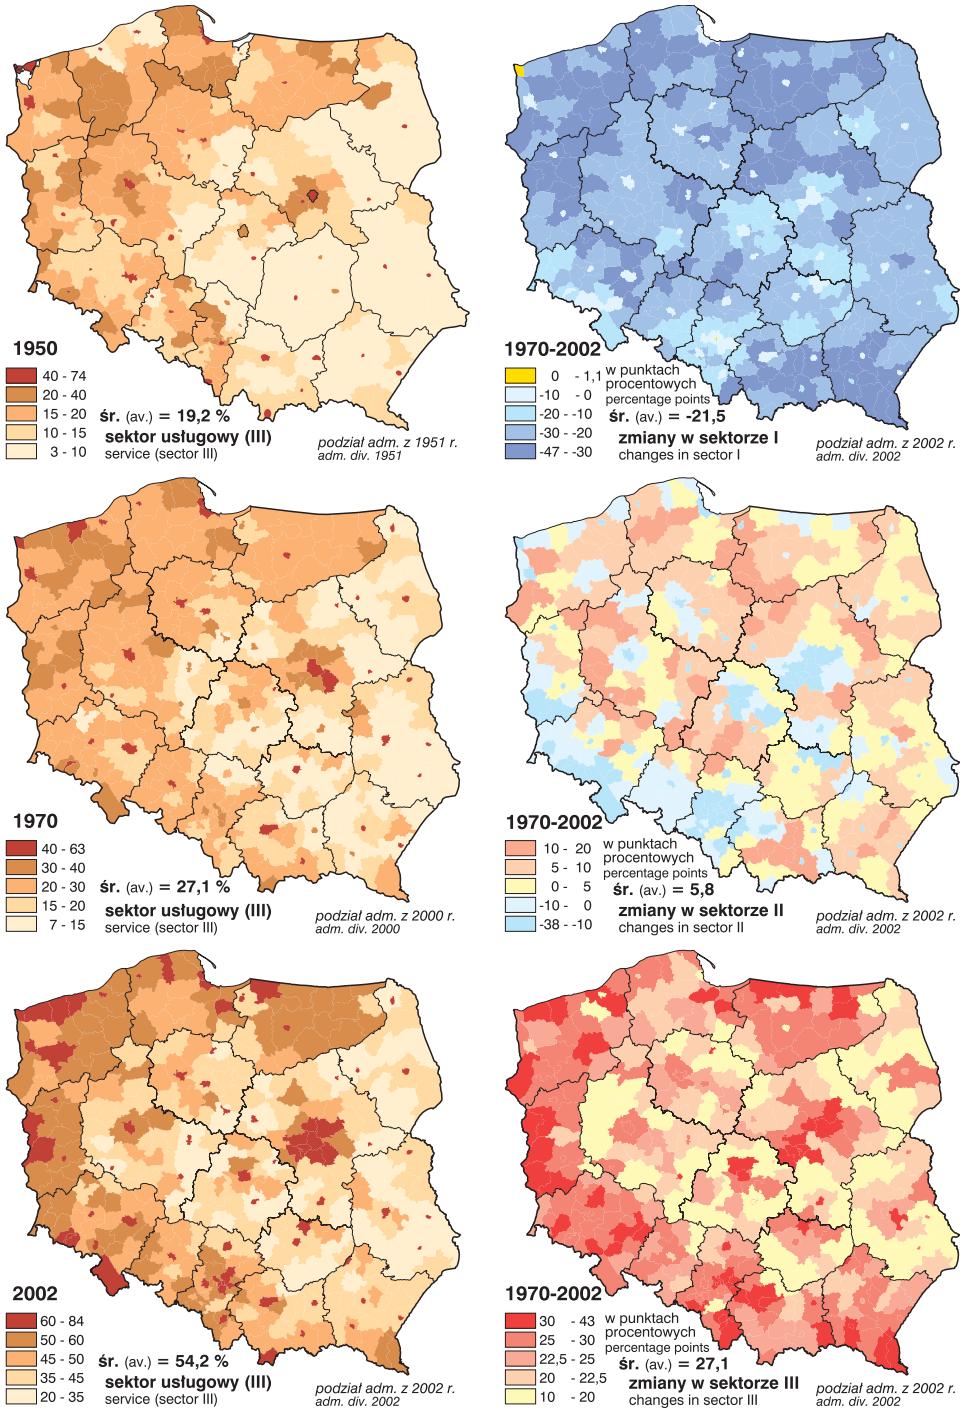 1950
40 - 74
20 - 40
15 - 20
10 - 15
3 - 10
śr. (av.) = 19,2 %
sektor usługowy (III)
service (sector III)
podział adm. z 1951 r.
adm. div. 1951
1970-2002
0 - 1,1
-10 - 0
-20 - -10
-30 - -20
-47 - -30
w punktach
procentowych
percentage points
śr. (av.) = -21,5
zmiany w sektorze I
changes in sector I
podział adm. z 2002 r.
adm. div. 2002
1970
40 - 63
30 - 40
20 - 30
15 - 20
7 - 15
śr. (av.) = 27,1 %
sektor usługowy (III)
service (sector III)
podział adm. z 2000 r.
adm. div. 2000
1970-2002
10 - 20
5 - 10
0 - 5
-10 - 0
-38 - -10
w punktach
procentowych
percentage points
śr. (av.) = 5,8
zmiany w sektorze II
changes in sector II
podział adm. z 2002 r.
adm. div. 2002
2002
60 - 84
50 - 60
45 - 50
35 - 45
20 - 35
śr. (av.) = 54,2 %
sektor usługowy (III)
service (sector III)
podział adm. z 2002 r.
adm. div. 2002
1970-2002
30 - 43
25 - 30
22,5 - 25
20 - 22,5
10 - 20
w punktach
procentowych
percentage points
śr. (av.) = 27,1
zmiany w sektorze III
changes in sector III
podział adm. z 2002 r.
adm. div. 2002